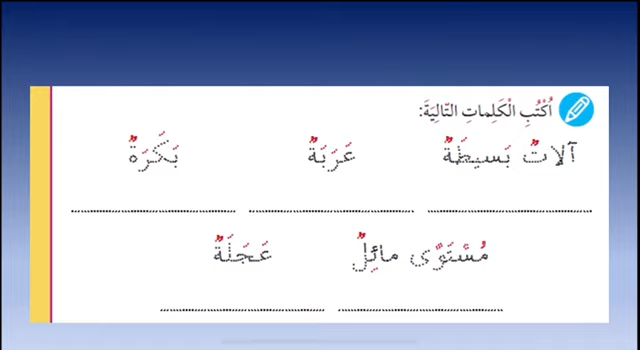 اُكْتُبِ الْكَلِماتِ التّالِيَةَ:
آلاتٌ بَسيطَةٌ عَرَبَةٌ بَكَرَةٌ
مُسْتَوًى مائِلٌ عَجَلَةٌ